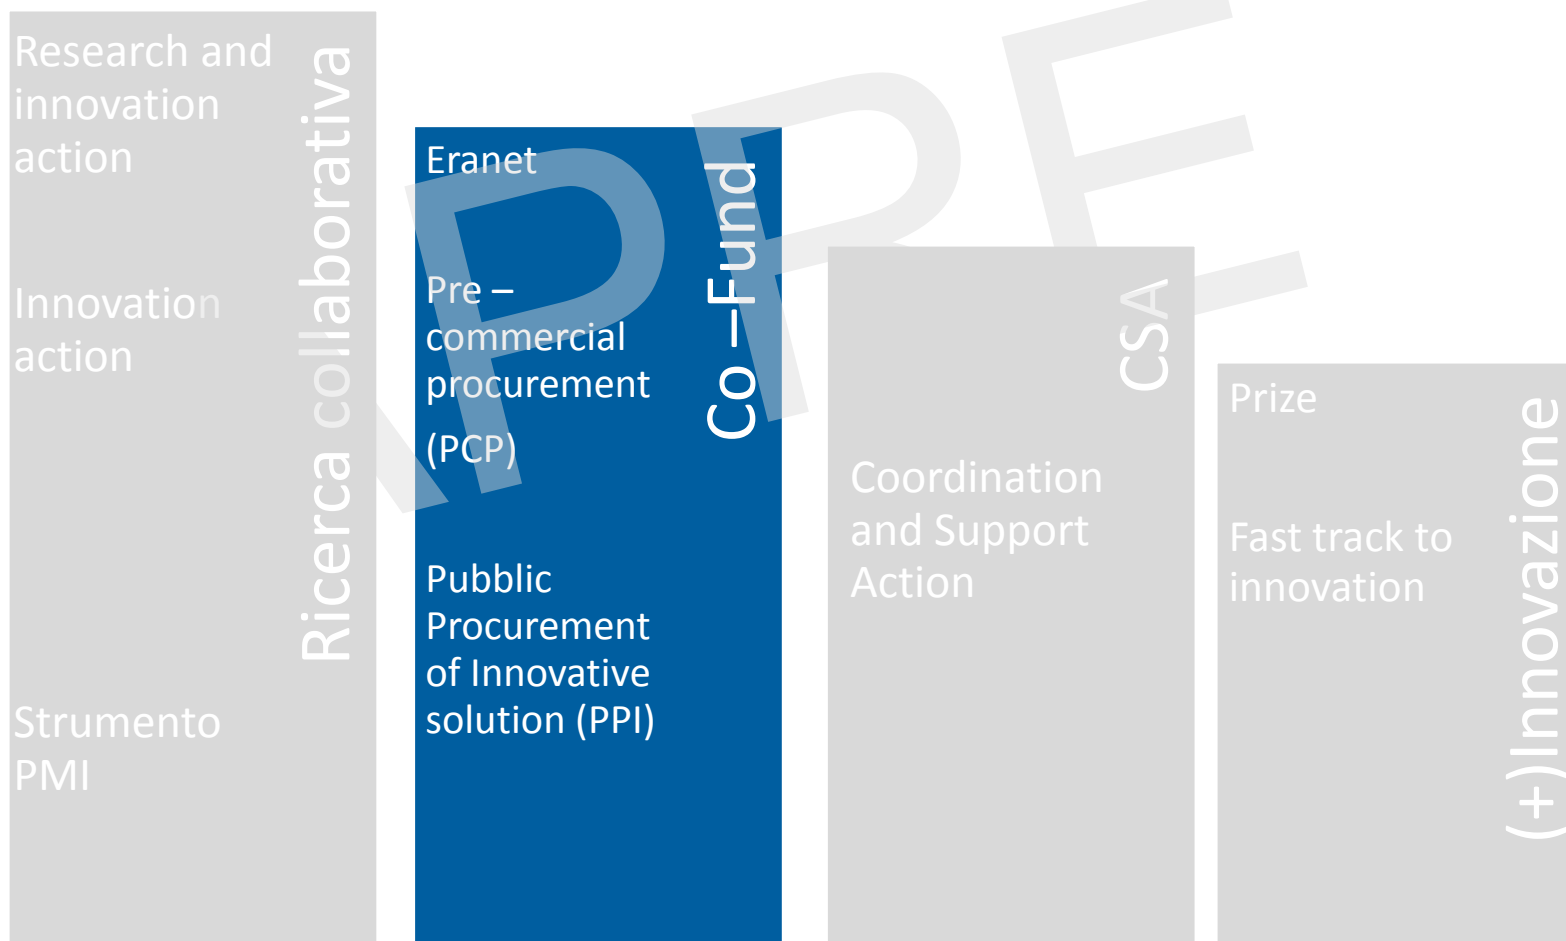 Research and
innovation
action
Innovation
action
Strumento
PMI
Ricerca collaborativa
Eranet
Pre –
commercial
procurement
(PCP)
Pubblic
Procurement
of Innovative
solution (PPI)
Co –Fund
Coordination
and Support
Action
CSA
Prize
Fast track to
innovation
(+)Innovazione
APRE